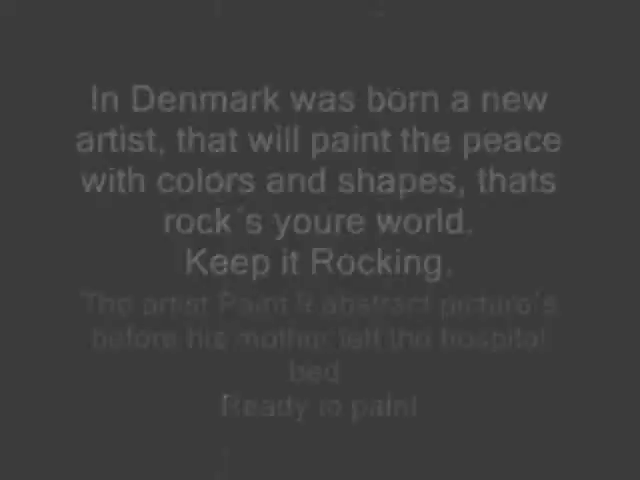 In Denmark was born a new
artist, that will paint the peace
with colors and shapes, thats
rock´s youre world.
Keep it Rocking.
The artist Paint 8 abstract picture´s
before his mother left the hospital
bed
Ready to paint